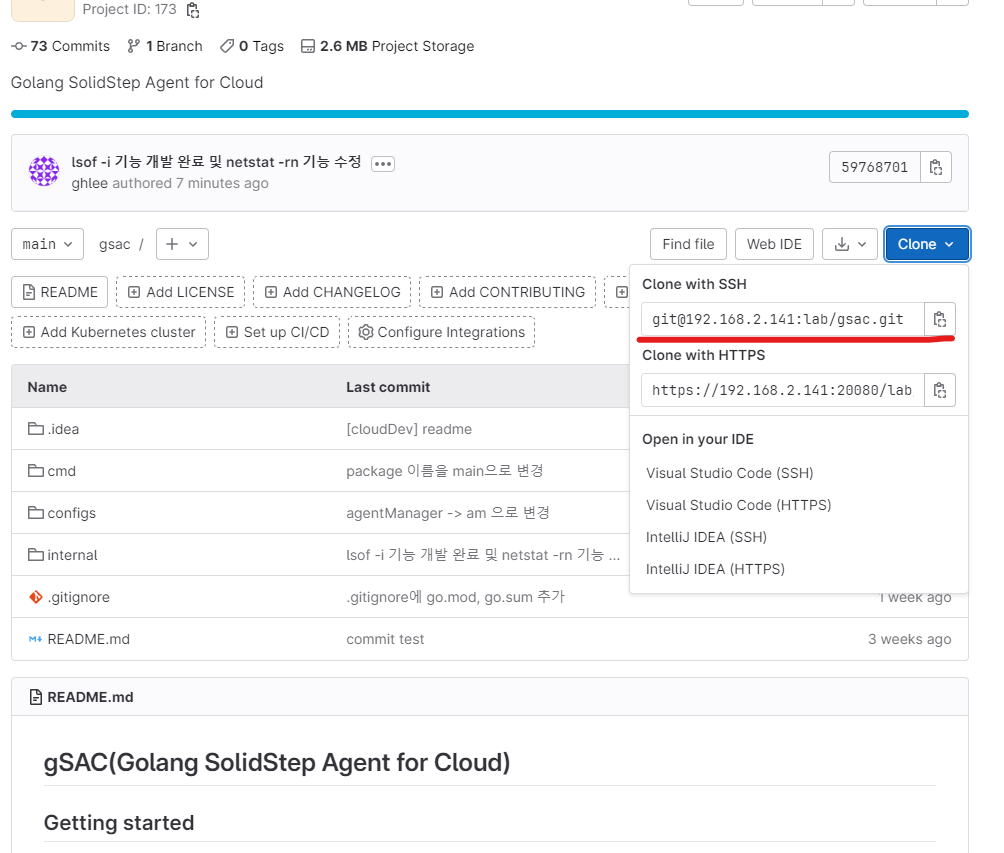 Project ID: 173
73 Commits 1 Branch 0 Tags 2.6 MB Project Storage
Golang SolidStep Agent for Cloud
lsof -i 기능 개발 완료 및 netstat -rn 기능 수정
ghlee authored 7 minutes ago
59768701
main gsac / +
Find file Web IDE Clone
README Add LICENSE Add CHANGELOG Add CONTRIBUTING
Add Kubernetes cluster Set up CI/CD Configure Integrations
Clone with SSH
git@192.168.2.141:lab/gsac.git
Clone with HTTPS
https://192.168.2.141:20080/lab
Open in your IDE
Visual Studio Code (SSH)
Visual Studio Code (HTTPS)
IntelliJ IDEA (SSH)
IntelliJ IDEA (HTTPS)
Name Last commit
.idea [cloudDev] readme
cmd package 이름을 main으로 변경
configs agentManager -> am 으로 변경
internal lsof -i 기능 개발 완료 및 netstat -rn 기능 ...
.gitignore .gitignore에 go.mod, go.sum 추가 1 week ago
README.md commit test 3 weeks ago
README.md
gSAC(Golang SolidStep Agent for Cloud)
Getting started